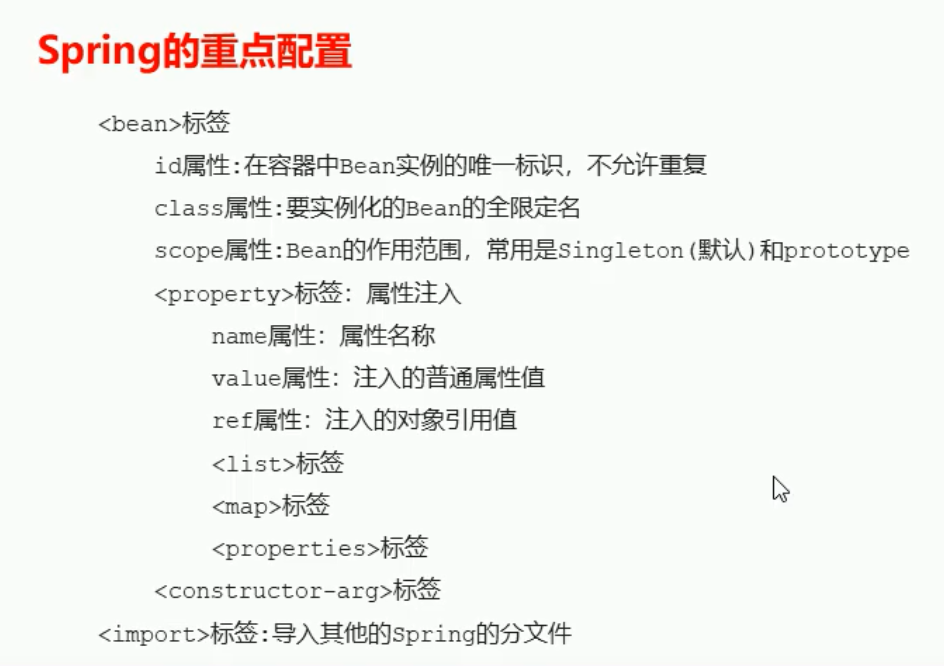 Spring的重点配置
<bean>标签
id属性:在容器中Bean实例的唯一标识，不允许重复
class属性:要实例化的Bean的全限定名
scope属性:Bean的作用范围，常用是Singleton(默认)和prototype
<property>标签：属性注入
name属性：属性名称
value属性：注入的普通属性值
ref属性：注入的对象引用值
<list>标签
<map>标签
<properties>标签
<constructor-arg>标签
<import>标签:导入其他的Spring的分文件